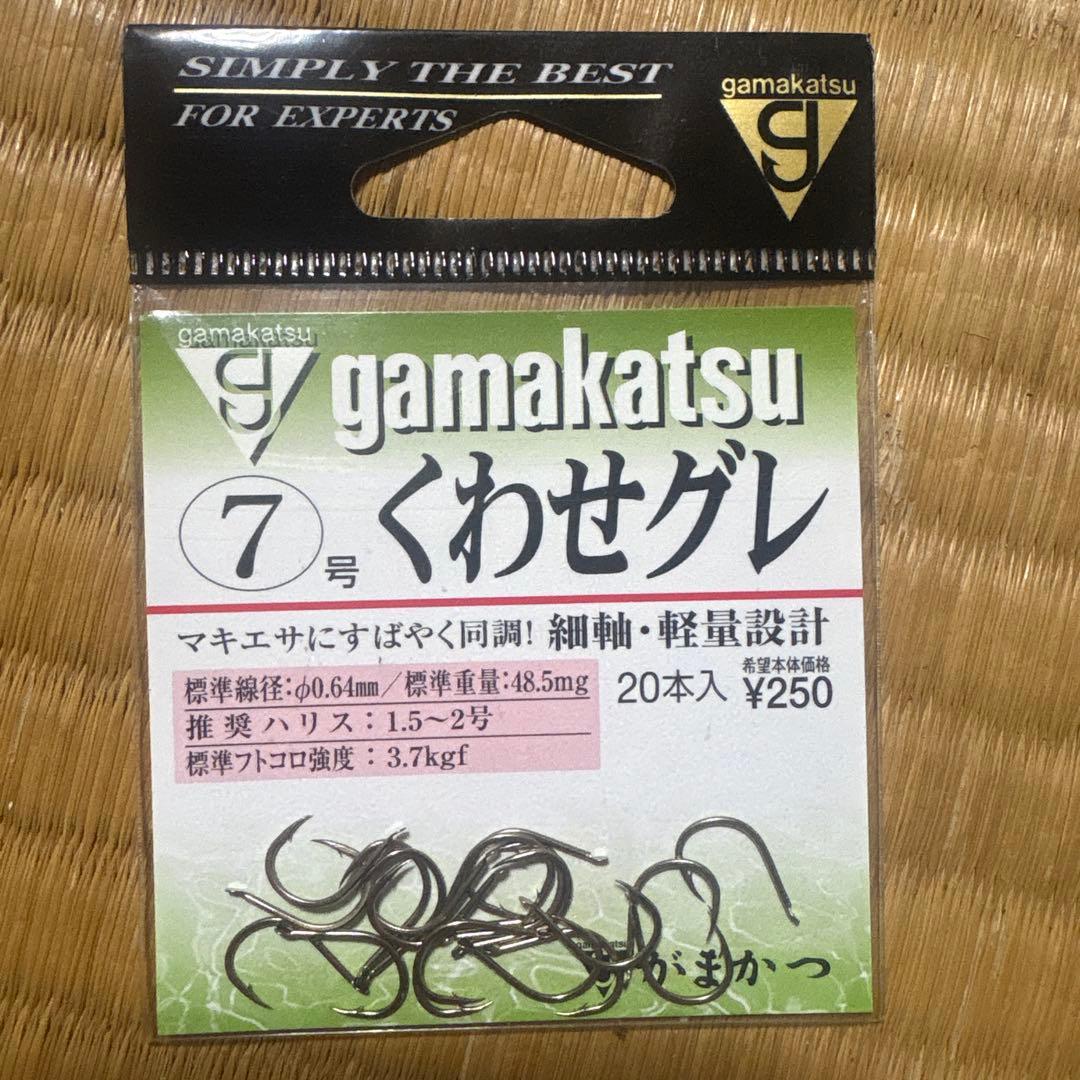 SIMPLY THE BEST
FOR EXPERTS
gamakatsu
gamakatsu
gamakatsu
7号 くわせグレ
マキエサにすばやく同調! 細軸・軽量設計
標準線径:φ0.64mm/標準重量:48.5mg
推奨ハリス:1.5〜2号
標準フトコロ強度:3.7kgf
20本入
希望本体価格
¥250
gamakatsu
がまかつ